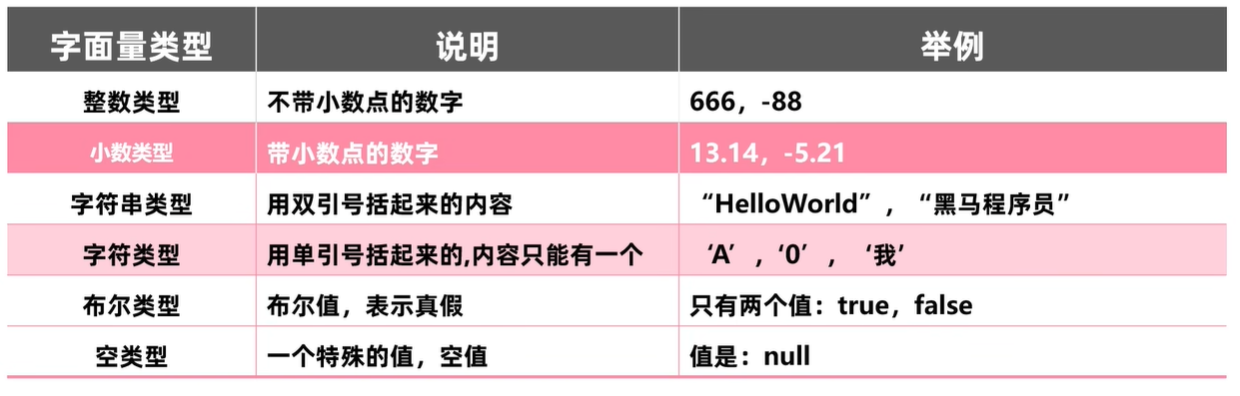 字面量类型 说明 举例
整数类型 不带小数点的数字 666，-88
小数类型 带小数点的数字 13.14，-5.21
字符串类型 用双引号括起来的内容 “HelloWorld”，“黑马程序员”
字符类型 用单引号括起来的,内容只能有一个 ‘A’，‘0’， ‘我’
布尔类型 布尔值，表示真假 只有两个值：true，false
空类型 一个特殊的值，空值 值是：null